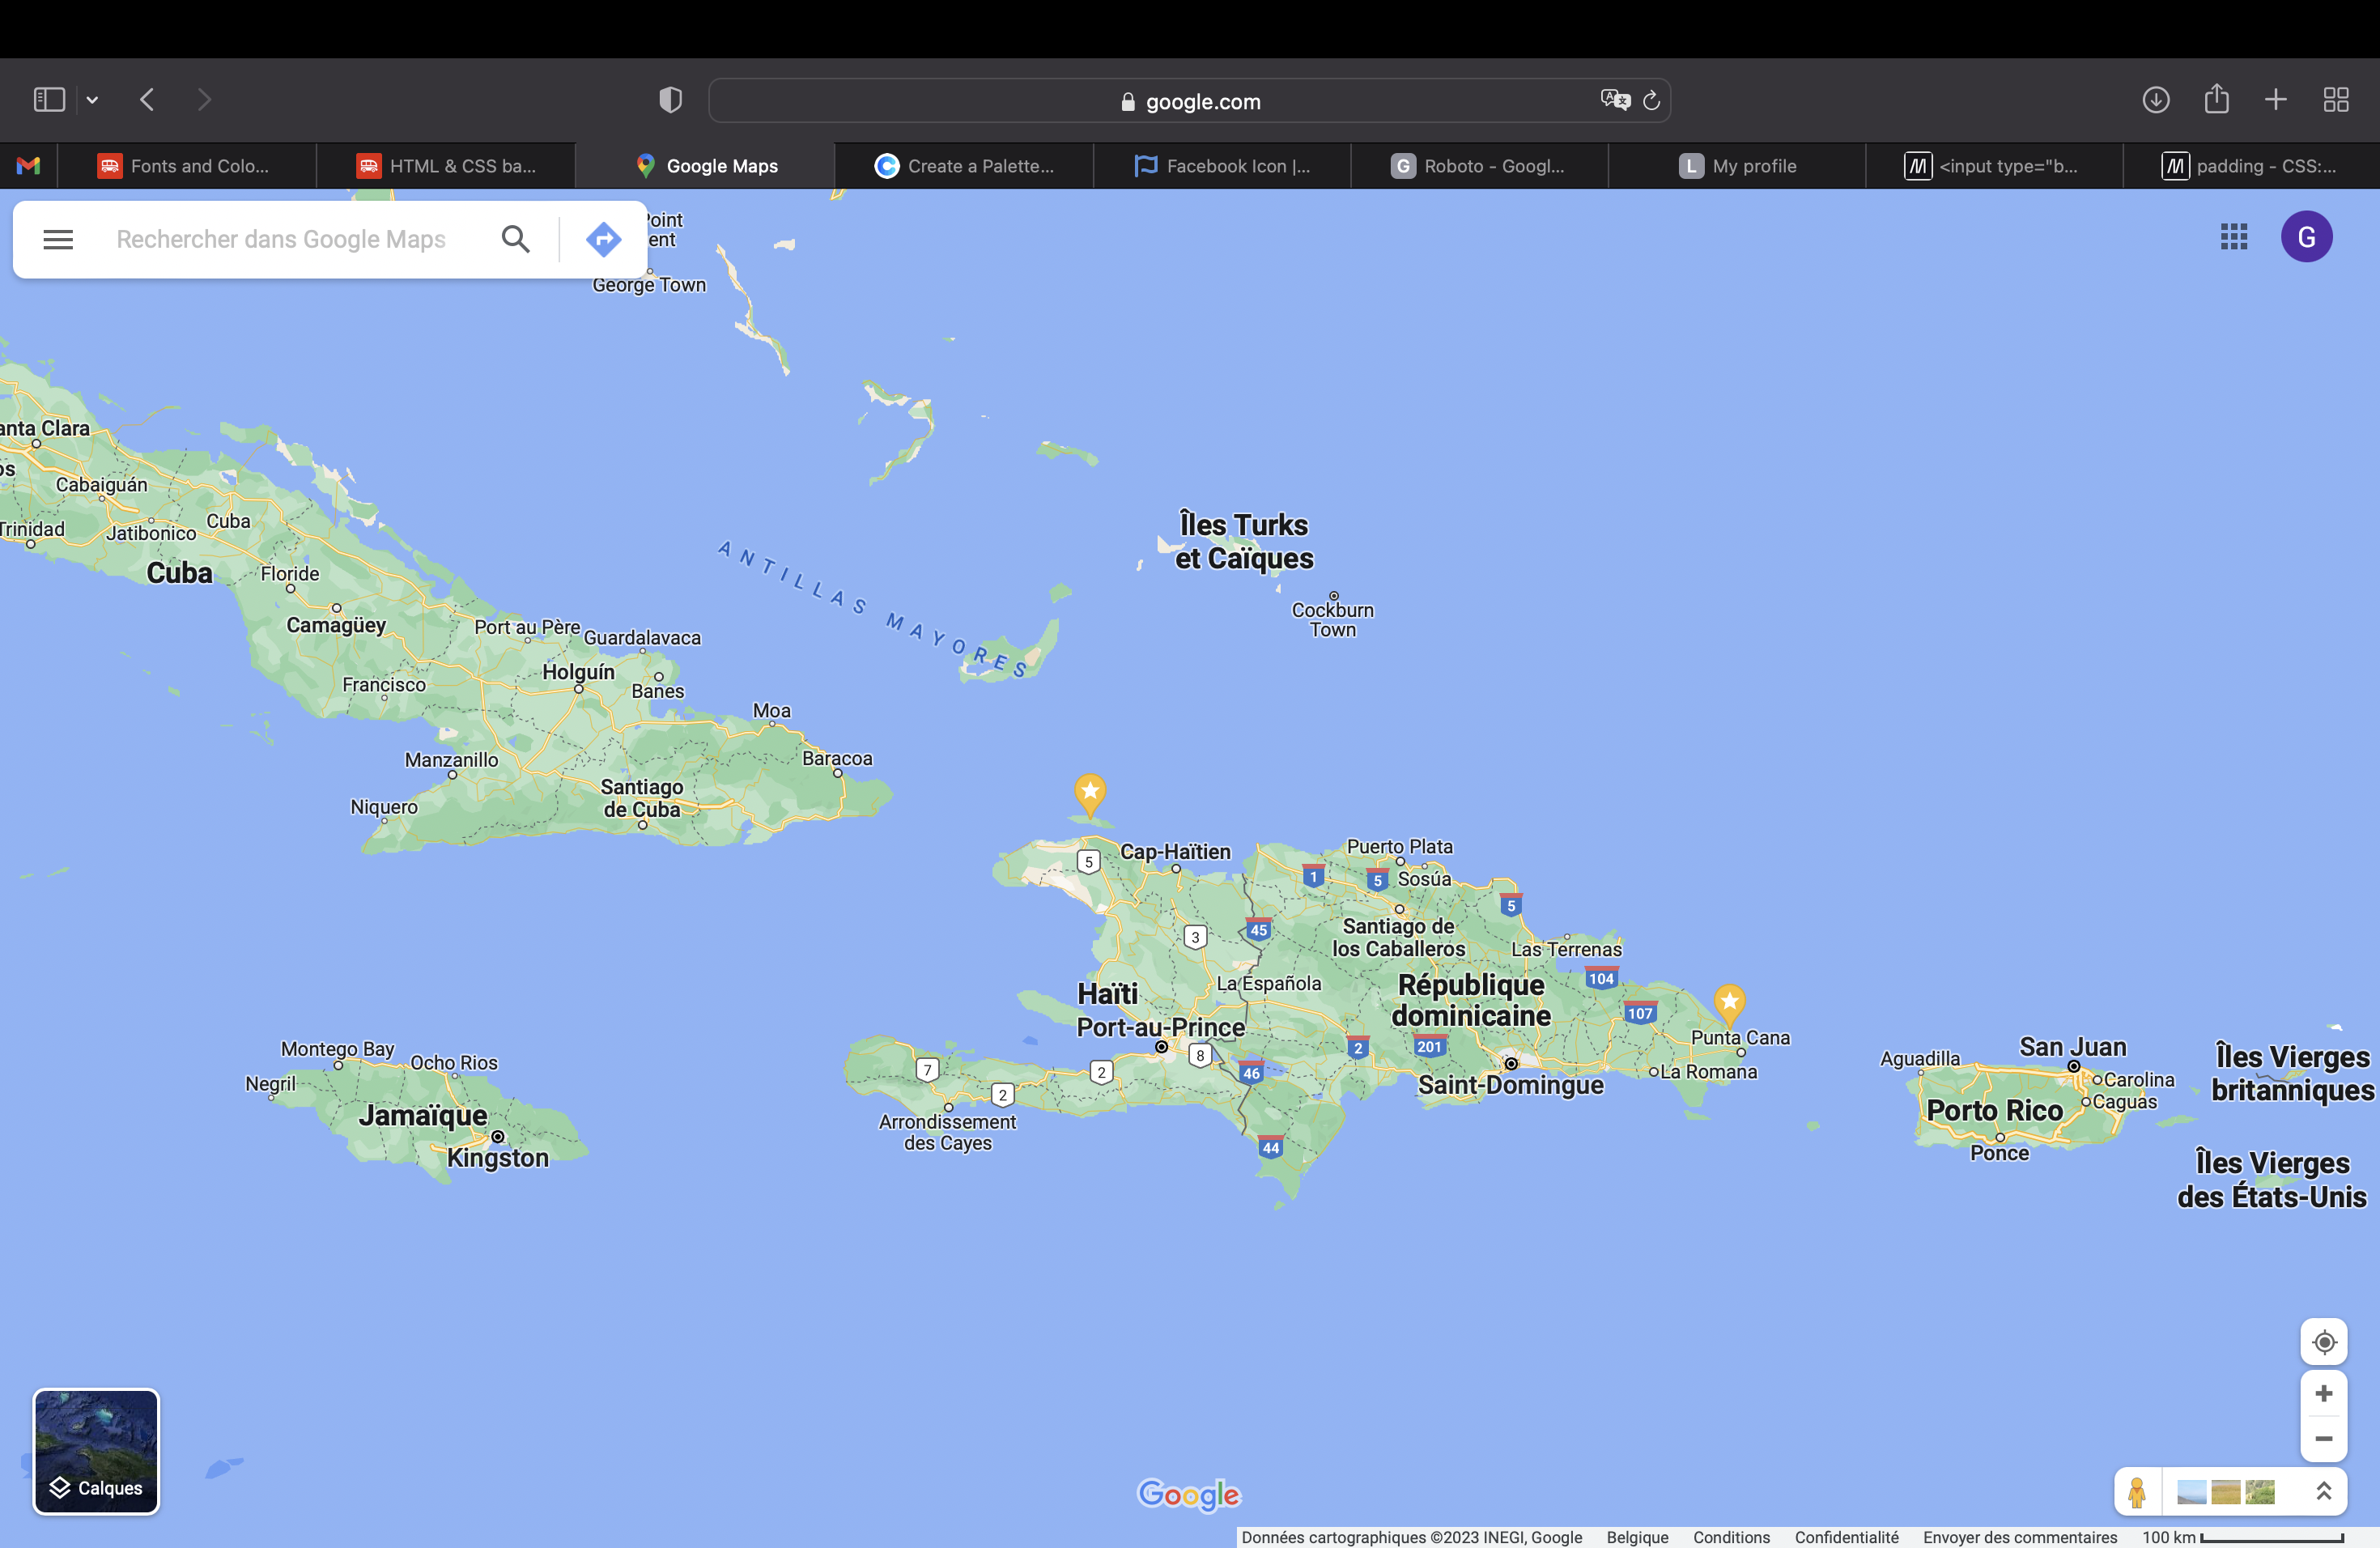 google.com
Fonts and Colo...
HTML & CSS ba...
Google Maps
Create a Palette...
Facebook Icon |...
G
Roboto - Googl...
L
My profile
<input type="b...
padding - CSS:...
Rechercher dans Google Maps
Point
ent
George Town
G
anta Clara
os
Cabaiguán
Trinidad
Jatibonico
Cuba
Cuba
Floride
Camagüey
Port au Père
Guardalavaca
Holguín
Banes
Francisco
Moa
Manzanillo
Baracoa
Niquero
Santiago
de Cuba
ANTILLAS MAYORES
Îles Turks
et Caïques
Cockburn
Town
5
Cap-Haïtien
Puerto Plata
1
5
Sosúa
5
3
45
Santiago de
los Caballeros
Las Terrenas
La Española
104
Haïti
République
dominicaine
107
Port-au-Prince
Punta Cana
8
2
201
7
2
46
La Romana
2
Saint-Domingue
Arrondissement
des Cayes
44
Montego Bay
Ocho Rios
Negril
Jamaïque
Kingston
Aguadilla
San Juan
Carolina
Caguas
Porto Rico
Ponce
Îles Vierges
britanniques
Îles Vierges
des États-Unis
Calques
Google
Données cartographiques ©2023 INEGI, Google
Belgique
Conditions
Confidentialité
Envoyer des commentaires
100 km